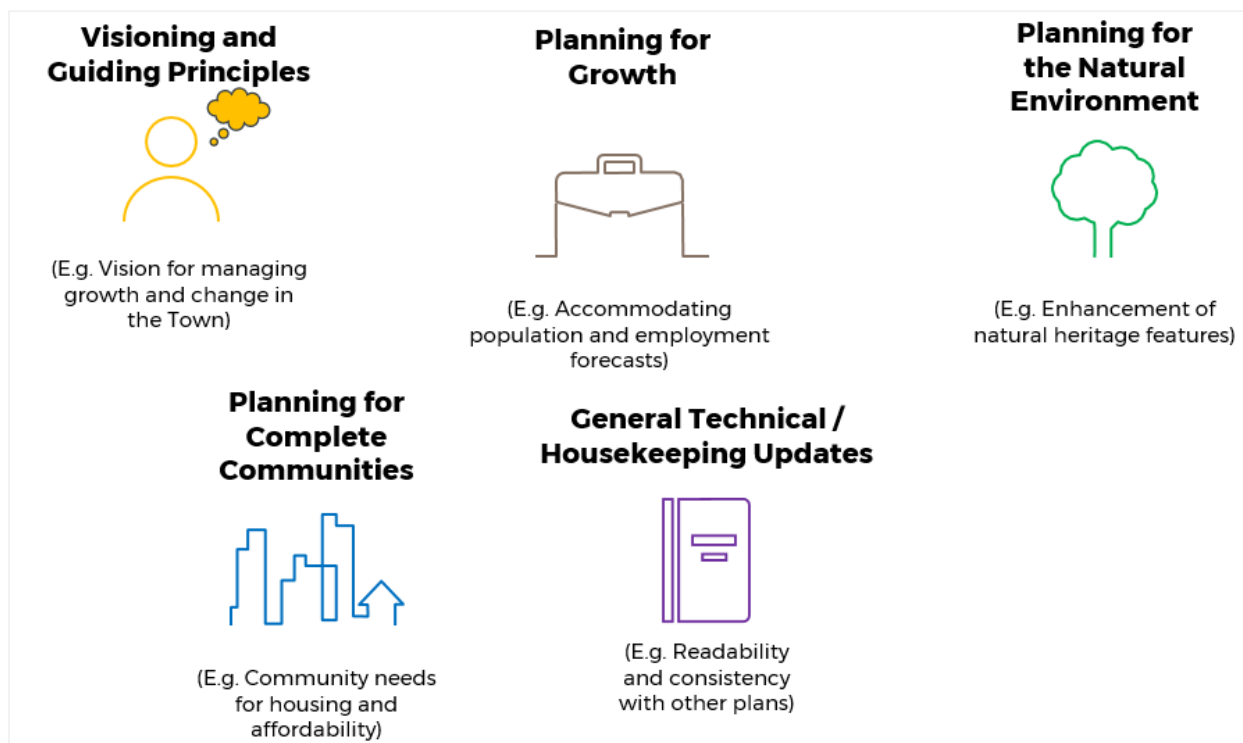 Visioning and
Guiding Principles
(E.g. Vision for managing
growth and change in
the Town)
Planning for
Growth
(E.g. Accommodating
population and employment
forecasts)
Planning for
the Natural
Environment
(E.g. Enhancement of
natural heritage features)
Planning for
Complete
Communities
(E.g. Community needs
for housing and
affordability)
General Technical /
Housekeeping Updates
(E.g. Readability
and consistency
with other plans)